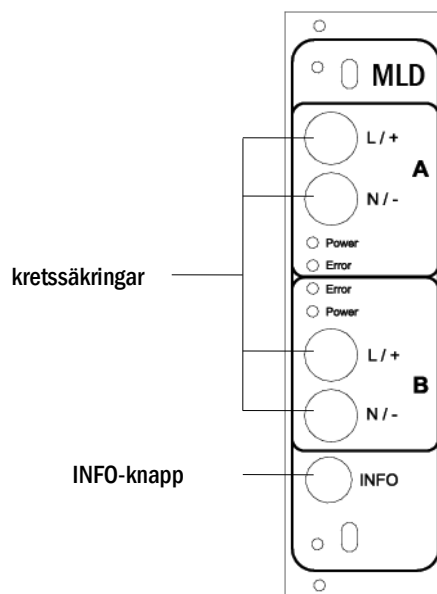 MLD
L / +
A
N / -
Power
Error
kretssäkringar
Error
Power
L / +
B
N / -
INFO-knapp
INFO